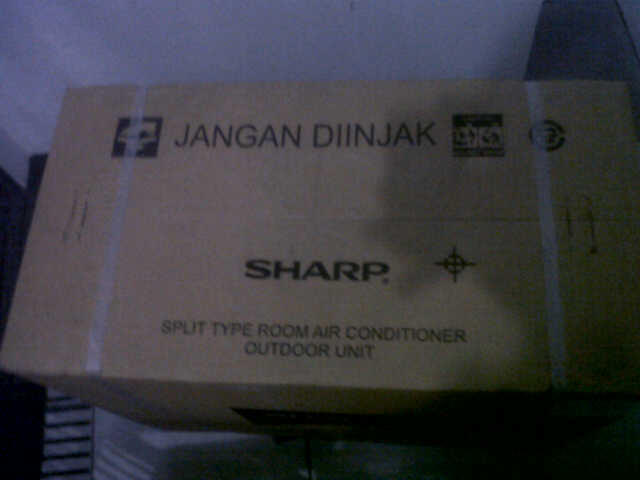 JANGAN DIINJAK
SHARP®
SPLIT TYPE ROOM AIR CONDITIONER
OUTDOOR UNIT